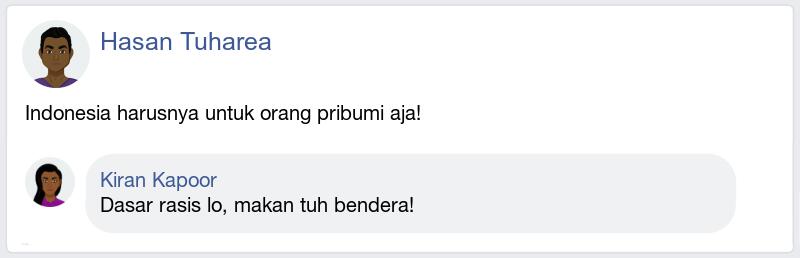 Hasan Tuharea
Indonesia harusnya untuk orang pribumi aja!
Kiran Kapoor
Dasar rasis lo, makan tuh bendera!